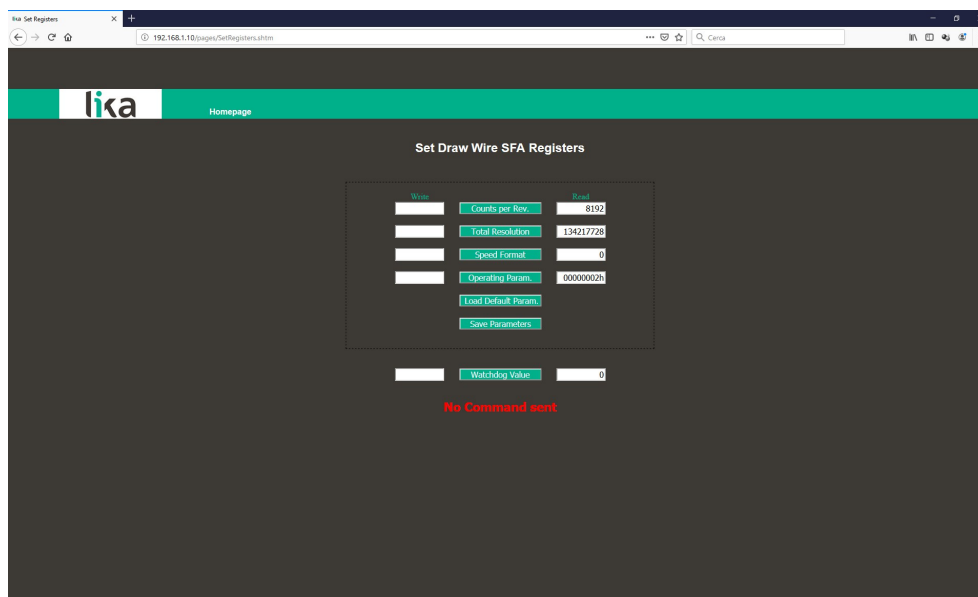 lika Set Registers
192.168.1.10/pages/SetRegisters.shtm
Cerca
lika
Homepage
Set Draw Wire SFA Registers
Write Read
Counts per Rev. 8192
Total Resolution 134217728
Speed Format 0
Operating Param. 00000002h
Load Default Param.
Save Parameters
Watchdog Value 0
No Command sent